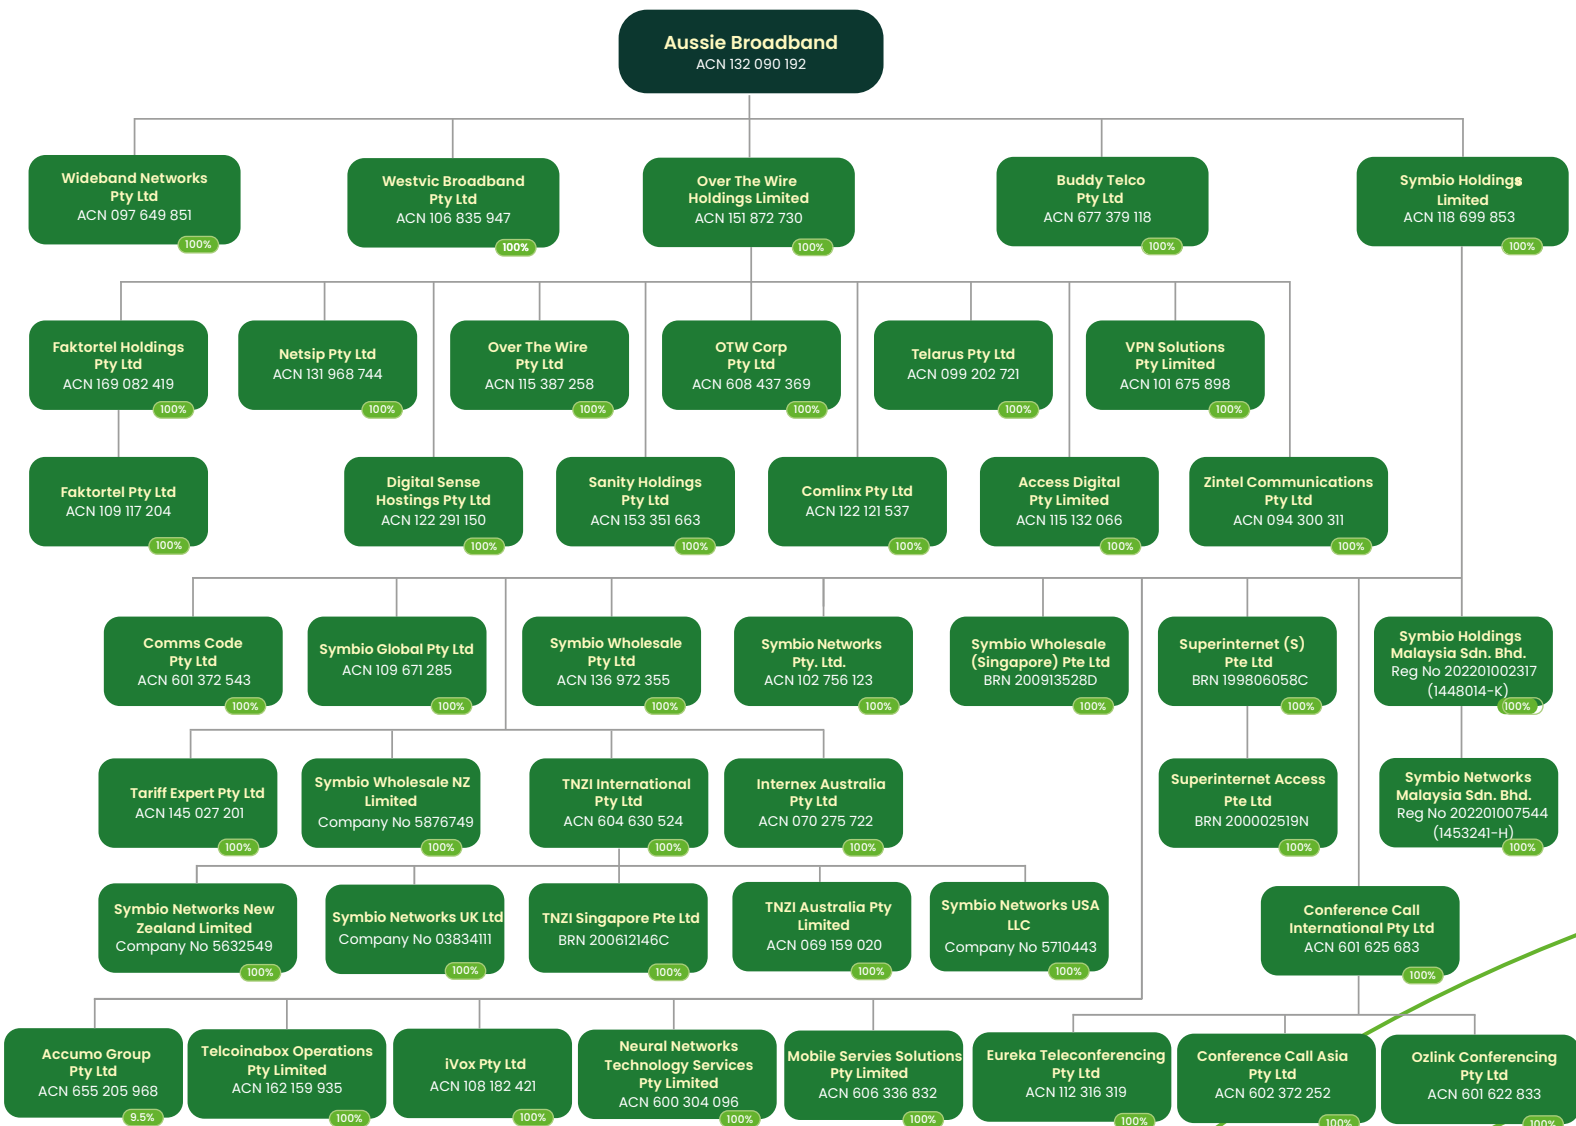 Aussie Broadband
ACN 132 090 192
Wideband Networks
Pty Ltd
ACN 097 649 851
100%
Westvic Broadband
Pty Ltd
ACN 106 835 947
100%
Over The Wire
Holdings Limited
ACN 151 872 730
100%
Buddy Telco
Pty Ltd
ACN 677 379 118
100%
Symbio Holdings
Limited
ACN 118 699 853
100%
Faktortel Holdings
Pty Ltd
ACN 169 082 419
100%
Netsip Pty Ltd
ACN 131 968 744
100%
Over The Wire
Pty Ltd
ACN 115 387 258
100%
OTW Corp
Pty Ltd
ACN 608 437 369
100%
Telarus Pty Ltd
ACN 099 202 721
100%
VPN Solutions
Pty Limited
ACN 101 675 898
100%
Faktortel Pty Ltd
ACN 109 117 204
100%
Digital Sense
Hostings Pty Ltd
ACN 122 291 150
100%
Sanity Holdings
Pty Ltd
ACN 153 351 663
100%
Comlinx Pty Ltd
ACN 122 121 537
100%
Access Digital
Pty Limited
ACN 115 132 066
100%
Zintel Communications
Pty Ltd
ACN 094 300 311
100%
Comms Code
Pty Ltd
ACN 601 372 543
100%
Symbio Global Pty Ltd
ACN 109 671 285
100%
Symbio Wholesale
Pty Ltd
ACN 136 972 355
100%
Symbio Networks
Pty. Ltd.
ACN 102 756 123
100%
Symbio Wholesale
(Singapore) Pte Ltd
BRN 200913528D
100%
Superinternet (S)
Pte Ltd
BRN 199806058C
100%
Symbio Holdings
Malaysia Sdn. Bhd.
Reg No 202201002317
(1448014-K)
100%
Tariff Expert Pty Ltd
ACN 145 027 201
100%
Symbio Wholesale NZ
Limited
Company No 5876749
100%
TNZI International
Pty Ltd
ACN 604 630 524
100%
Internex Australia
Pty Ltd
ACN 070 275 722
100%
Superinternet Access
Pte Ltd
BRN 200002519N
100%
Symbio Networks
Malaysia Sdn. Bhd.
Reg No 202201007544
(1453241-H)
100%
Symbio Networks New
Zealand Limited
Company No 5632549
100%
Symbio Networks UK Ltd
Company No 03834111
100%
TNZI Singapore Pte Ltd
BRN 200612146C
100%
TNZI Australia Pty
Limited
ACN 069 159 020
100%
Symbio Networks USA
LLC
Company No 5710443
100%
Conference Call
International Pty Ltd
ACN 601 625 683
100%
Accumo Group
Pty Ltd
ACN 655 205 968
9.5%
Telcoinabox Operations
Pty Limited
ACN 162 159 935
100%
iVox Pty Ltd
ACN 108 182 421
100%
Neural Networks
Technology Services
Pty Limited
ACN 600 304 096
100%
Mobile Servies Solutions
Pty Limited
ACN 606 336 832
100%
Eureka Teleconferencing
Pty Ltd
ACN 112 316 319
100%
Conference Call Asia
Pty Ltd
ACN 602 372 252
100%
Ozlink Conferencing
Pty Ltd
ACN 601 622 833
100%